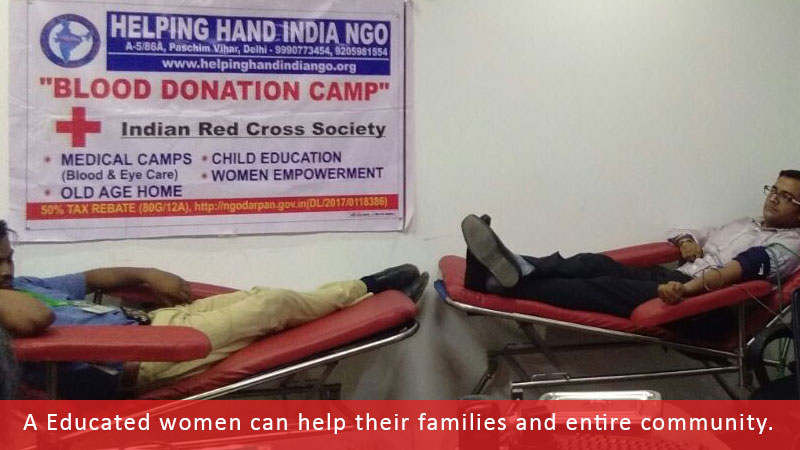 HELPING HAND INDIA NGO
A-5/86A, Paschim Vihar, Delhi - 9990773454, 9205981554
www.helpinghandindiango.org
"BLOOD DONATION CAMP"
Indian Red Cross Society
• MEDICAL CAMPS
(Blood & Eye Care)
• OLD AGE HOME
• CHILD EDUCATION
• WOMEN EMPOWERMENT
50% TAX REBATE (80G/12A), http://ngodarpan.gov.in(DL/2017/0118386)
A Educated women can help their families and entire community.